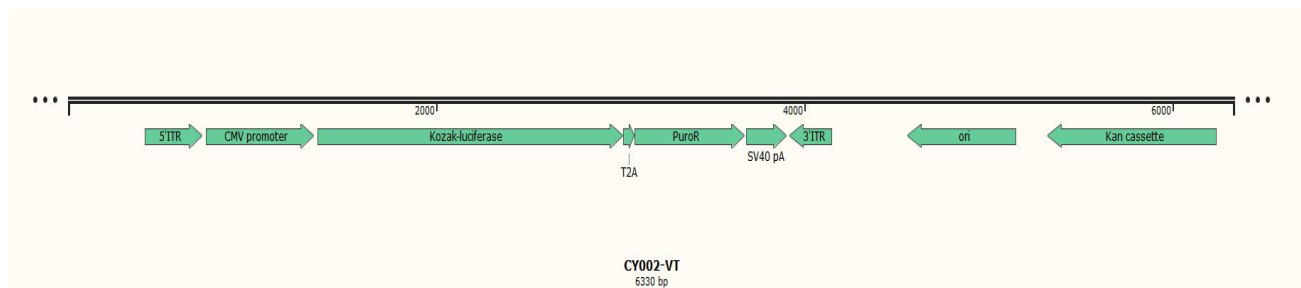 2000
4000
6000
5'ITR
CMV promoter
Kozak-luciferase
PuroR
3'ITR
ori
Kan cassette
T2A
SV40 pA
CY002-VT
6330 bp